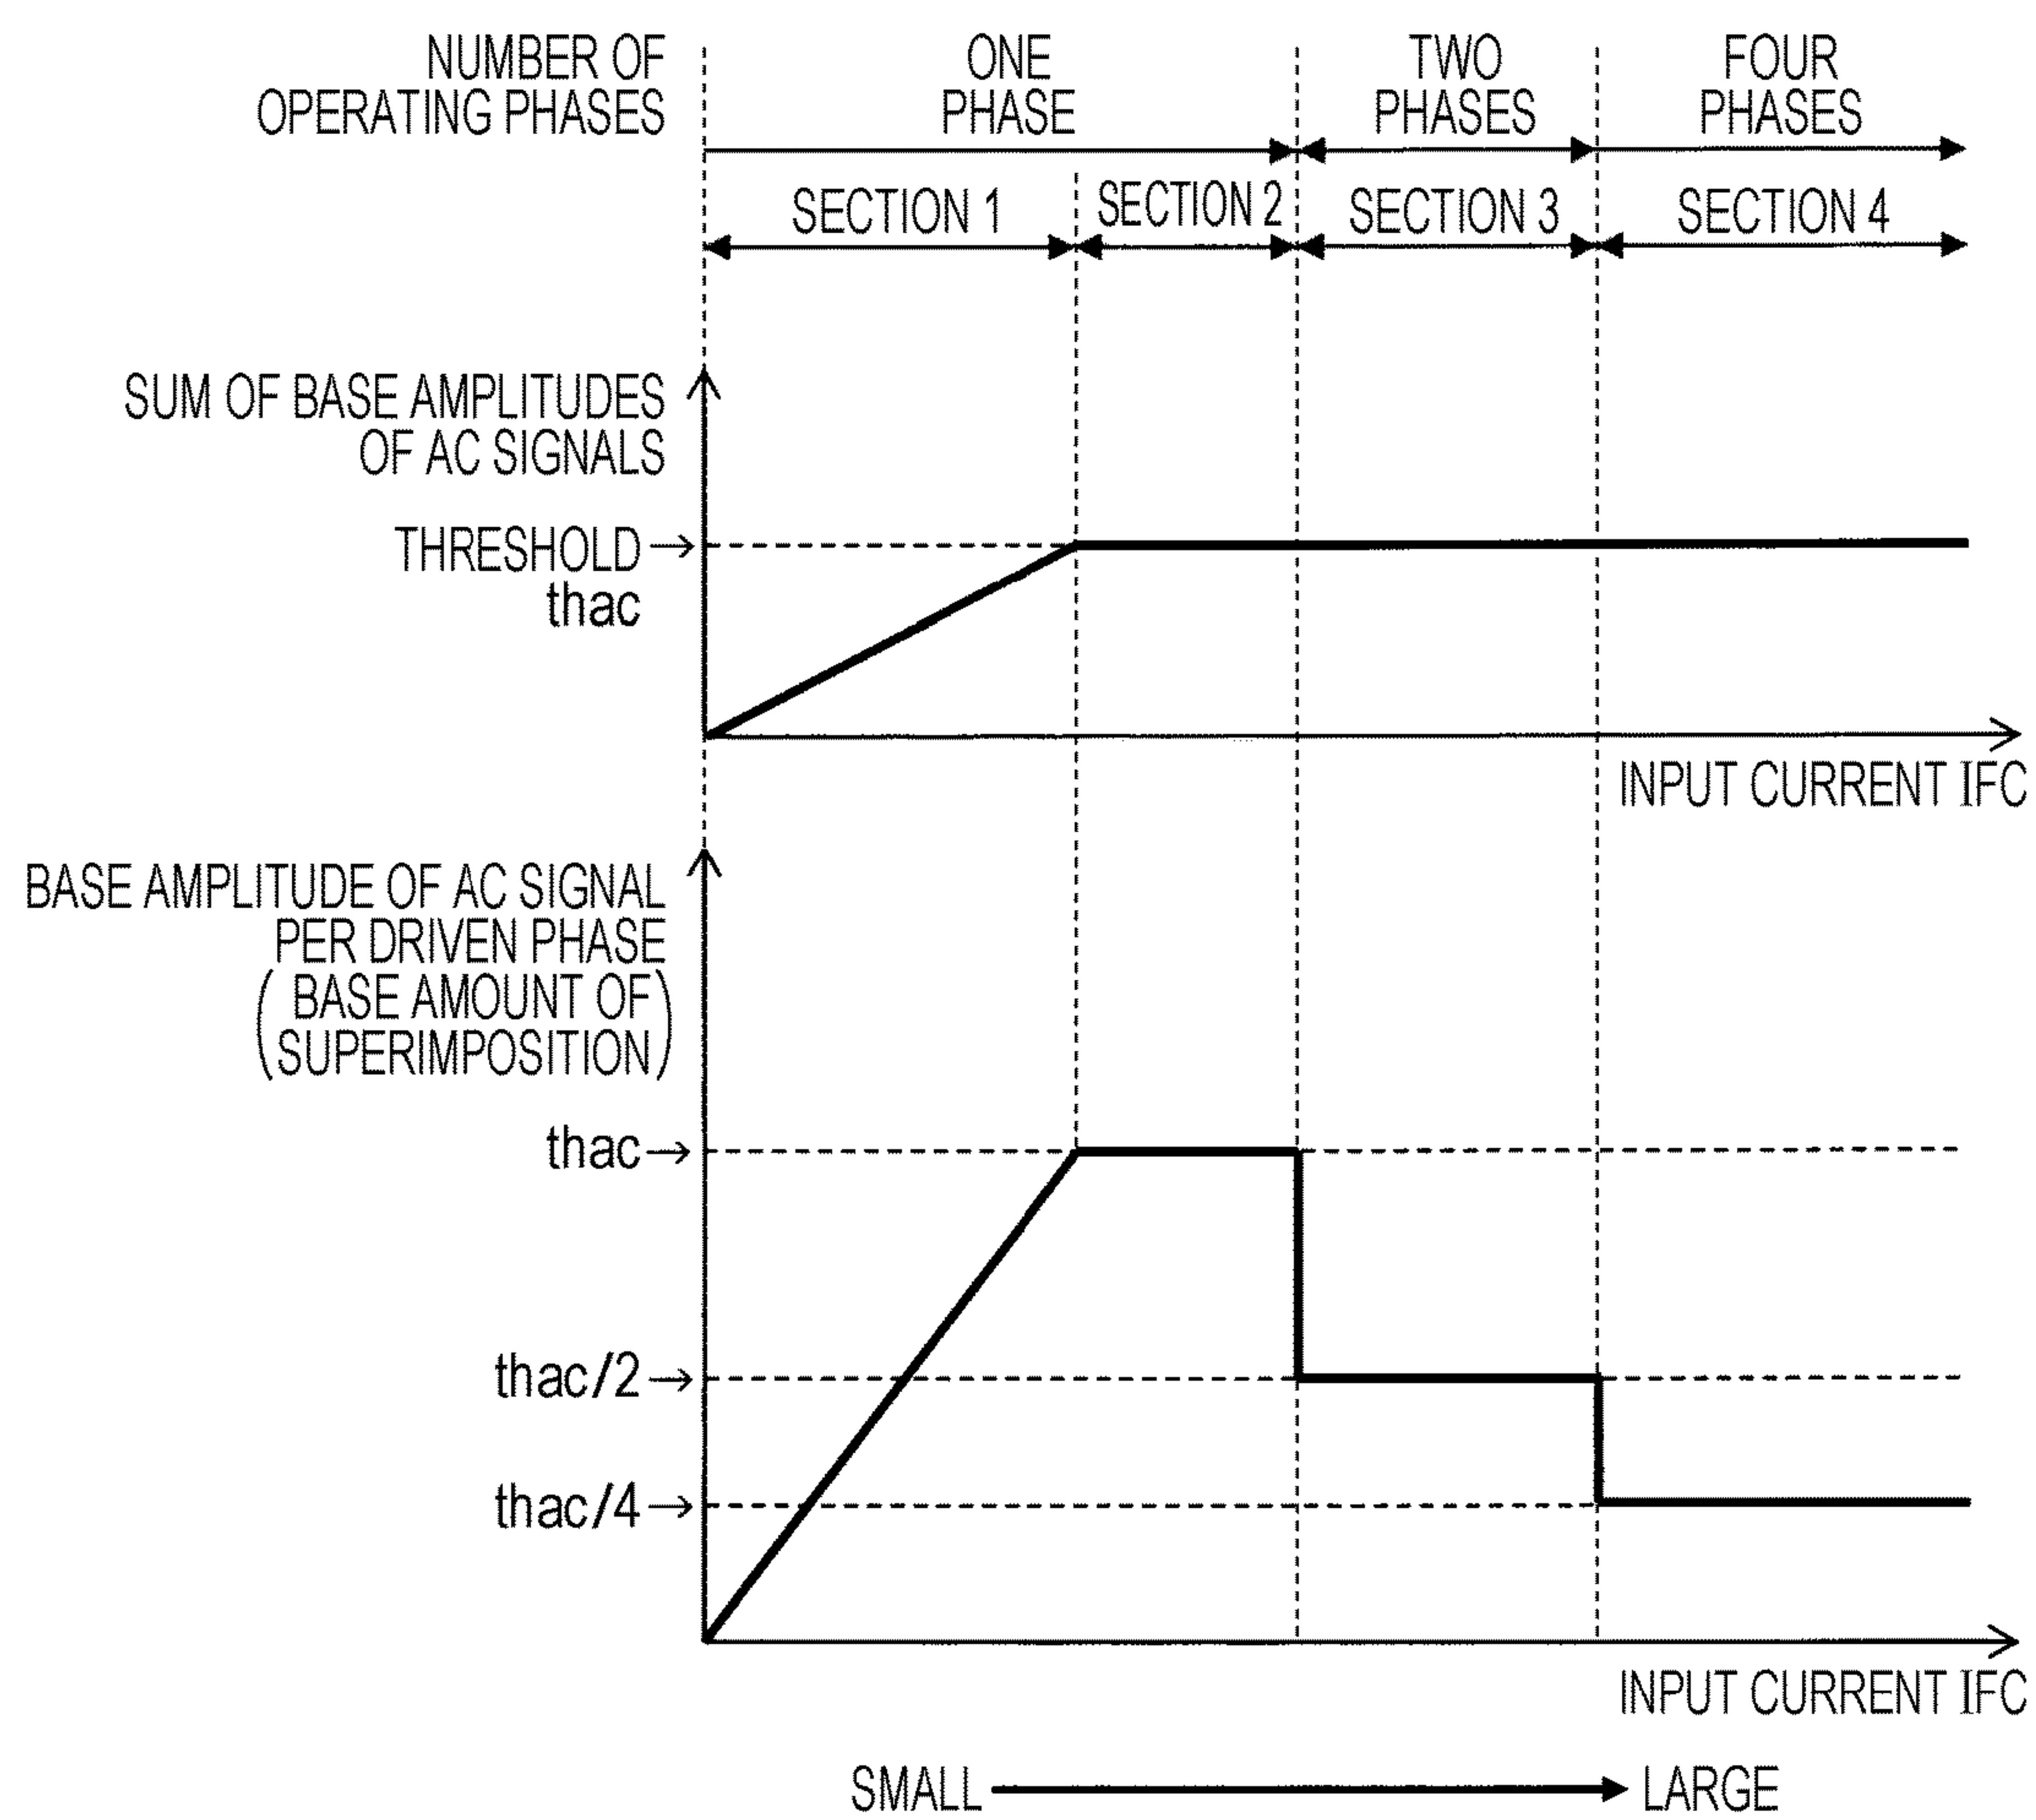 NUMBER OF
OPERATING PHASES
ONE
PHASE
TWO
PHASES
FOUR
PHASES
SECTION 1
SECTION 2
SECTION 3
SECTION 4
SUM OF BASE AMPLITUDES
OF AC SIGNALS
THRESHOLD
thac
INPUT CURRENT IFC
BASE AMPLITUDE OF AC SIGNAL
PER DRIVEN PHASE
(BASE AMOUNT OF
SUPERIMPOSITION)
thac
thac/2
thac/4
INPUT CURRENT IFC
SMALL
LARGE